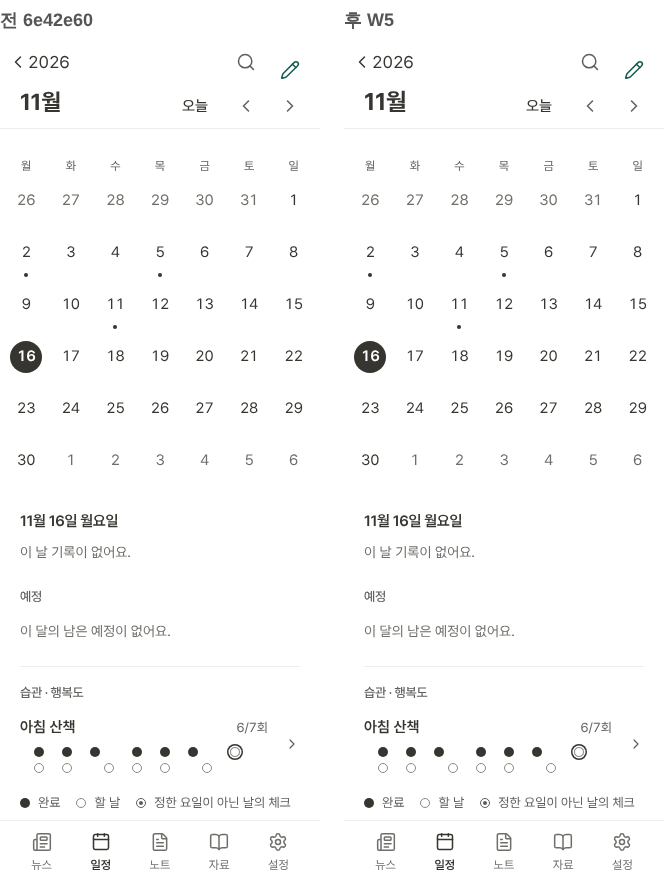 전 6e42e60
2026
11월
오늘
월 화 수 목 금 토 일
26 27 28 29 30 31 1
2 3 4 5 6 7 8
9 10 11 12 13 14 15
16 17 18 19 20 21 22
23 24 25 26 27 28 29
30 1 2 3 4 5 6
11월 16일 월요일
이 날 기록이 없어요.
예정
이 달의 남은 예정이 없어요.
습관 · 행복도
아침 산책 6/7회
완료 할 날 정한 요일이 아닌 날의 체크
뉴스 일정 노트 자료 설정
후 W5
2026
11월
오늘
월 화 수 목 금 토 일
26 27 28 29 30 31 1
2 3 4 5 6 7 8
9 10 11 12 13 14 15
16 17 18 19 20 21 22
23 24 25 26 27 28 29
30 1 2 3 4 5 6
11월 16일 월요일
이 날 기록이 없어요.
예정
이 달의 남은 예정이 없어요.
습관 · 행복도
아침 산책 6/7회
완료 할 날 정한 요일이 아닌 날의 체크
뉴스 일정 노트 자료 설정